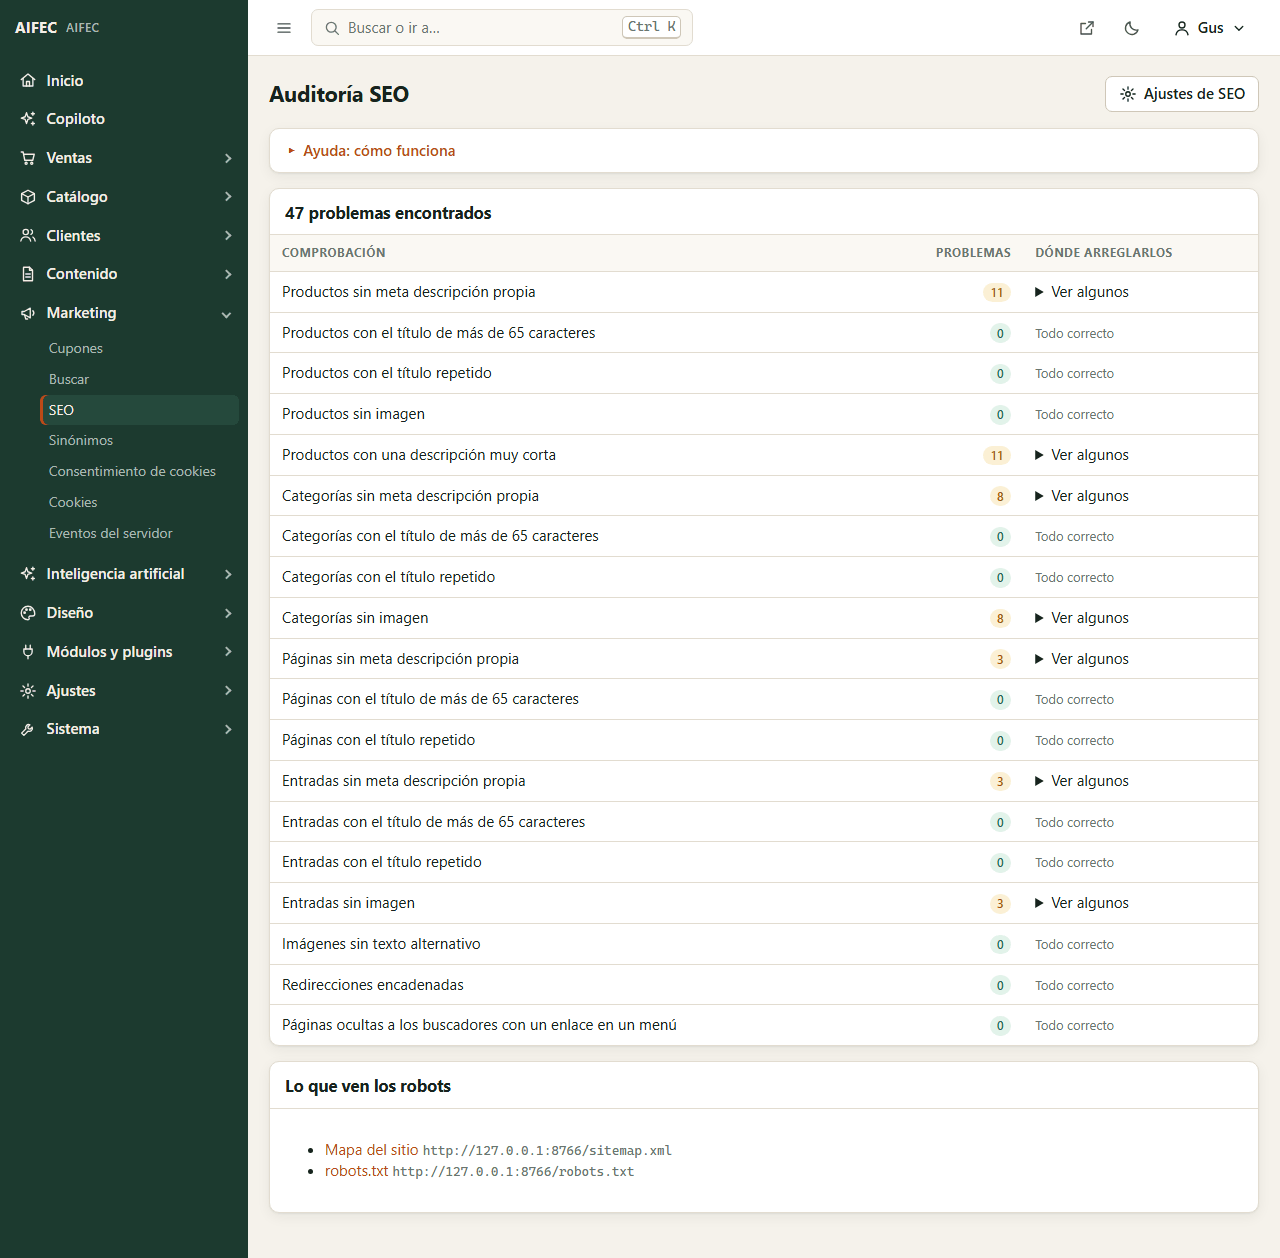 AIFEC AIFEC
Buscar o ir a... Ctrl K
Gus
Inicio
Copiloto
Ventas
Catálogo
Clientes
Contenido
Marketing
Cupones
Buscar
SEO
Sinónimos
Consentimiento de cookies
Cookies
Eventos del servidor
Inteligencia artificial
Diseño
Módulos y plugins
Ajustes
Sistema
Auditoría SEO
Ajustes de SEO
Ayuda: cómo funciona
47 problemas encontrados
COMPROBACIÓN PROBLEMAS DÓNDE ARREGLARLOS
Productos sin meta descripción propia 11 Ver algunos
Productos con el título de más de 65 caracteres 0 Todo correcto
Productos con el título repetido 0 Todo correcto
Productos sin imagen 0 Todo correcto
Productos con una descripción muy corta 11 Ver algunos
Categorías sin meta descripción propia 8 Ver algunos
Categorías con el título de más de 65 caracteres 0 Todo correcto
Categorías con el título repetido 0 Todo correcto
Categorías sin imagen 8 Ver algunos
Páginas sin meta descripción propia 3 Ver algunos
Páginas con el título de más de 65 caracteres 0 Todo correcto
Páginas con el título repetido 0 Todo correcto
Entradas sin meta descripción propia 3 Ver algunos
Entradas con el título de más de 65 caracteres 0 Todo correcto
Entradas con el título repetido 0 Todo correcto
Entradas sin imagen 3 Ver algunos
Imágenes sin texto alternativo 0 Todo correcto
Redirecciones encadenadas 0 Todo correcto
Páginas ocultas a los buscadores con un enlace en un menú 0 Todo correcto
Lo que ven los robots
Mapa del sitio http://127.0.0.1:8766/sitemap.xml
robots.txt http://127.0.0.1:8766/robots.txt